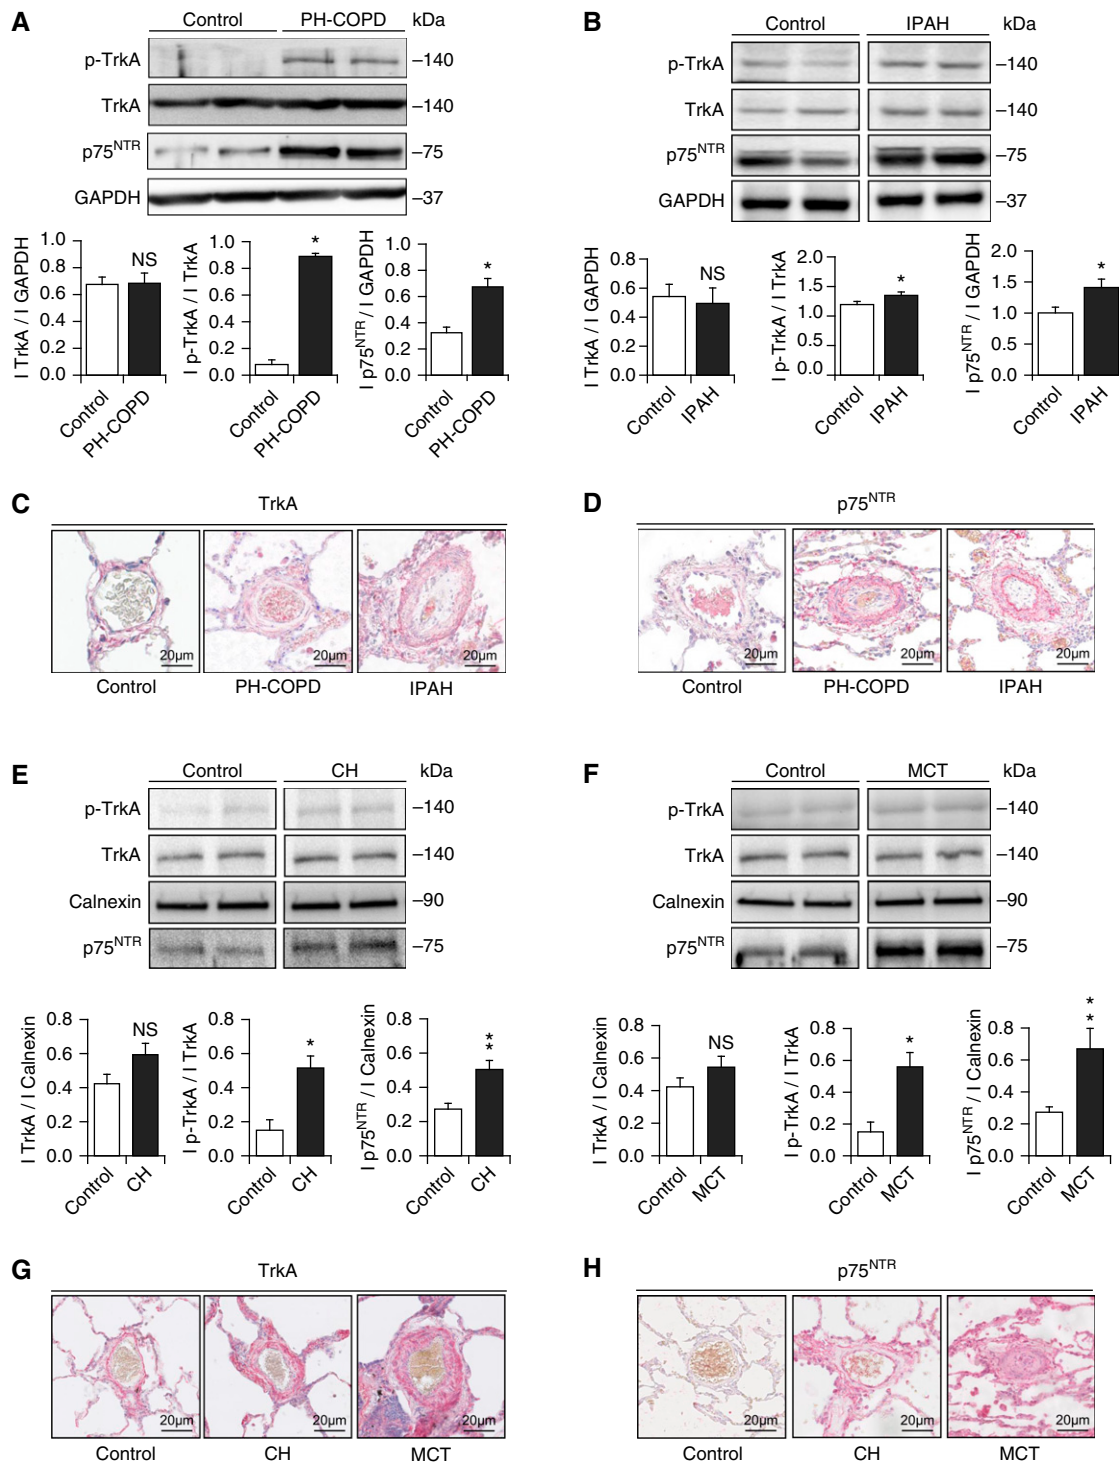 A
Control PH-COPD kDa
p-TrkA –140
TrkA –140
p75NTR –75
GAPDH –37
I TrkA / I GAPDH
1.0
0.8
0.6
0.4
0.2
0.0
NS
Control
PH-COPD
I p-TrkA / I TrkA
1.0
0.8
0.6
0.4
0.2
0.0
*
Control
PH-COPD
I p75NTR / I GAPDH
1.0
0.8
0.6
0.4
0.2
0.0
*
Control
PH-COPD
B
Control IPAH kDa
p-TrkA –140
TrkA –140
p75NTR –75
GAPDH –37
I TrkA / I GAPDH
0.8
0.6
0.4
0.2
0.0
NS
Control
IPAH
I p-TrkA / I TrkA
2.0
1.5
1.0
0.5
0.0
*
Control
IPAH
I p75NTR / I GAPDH
2.0
1.5
1.0
0.5
0.0
*
Control
IPAH
C
TrkA
20µm 20µm 20µm
Control PH-COPD IPAH
D
p75NTR
20µm 20µm 20µm
Control PH-COPD IPAH
E
Control CH kDa
p-TrkA –140
TrkA –140
Calnexin –90
p75NTR –75
I TrkA / I Calnexin
0.8
0.6
0.4
0.2
0.0
NS
Control
CH
I p-TrkA / I TrkA
0.8
0.6
0.4
0.2
0.0
*
Control
CH
I p75NTR / I Calnexin
0.8
0.6
0.4
0.2
0.0
*
*
Control
CH
F
Control MCT kDa
p-TrkA –140
TrkA –140
Calnexin –90
p75NTR –75
I TrkA / I Calnexin
0.8
0.6
0.4
0.2
0.0
NS
Control
MCT
I p-TrkA / I TrkA
0.8
0.6
0.4
0.2
0.0
*
Control
MCT
I p75NTR / I Calnexin
0.8
0.6
0.4
0.2
0.0
*
*
Control
MCT
G
TrkA
20µm 20µm 20µm
Control CH MCT
H
p75NTR
20µm 20µm 20µm
Control CH MCT